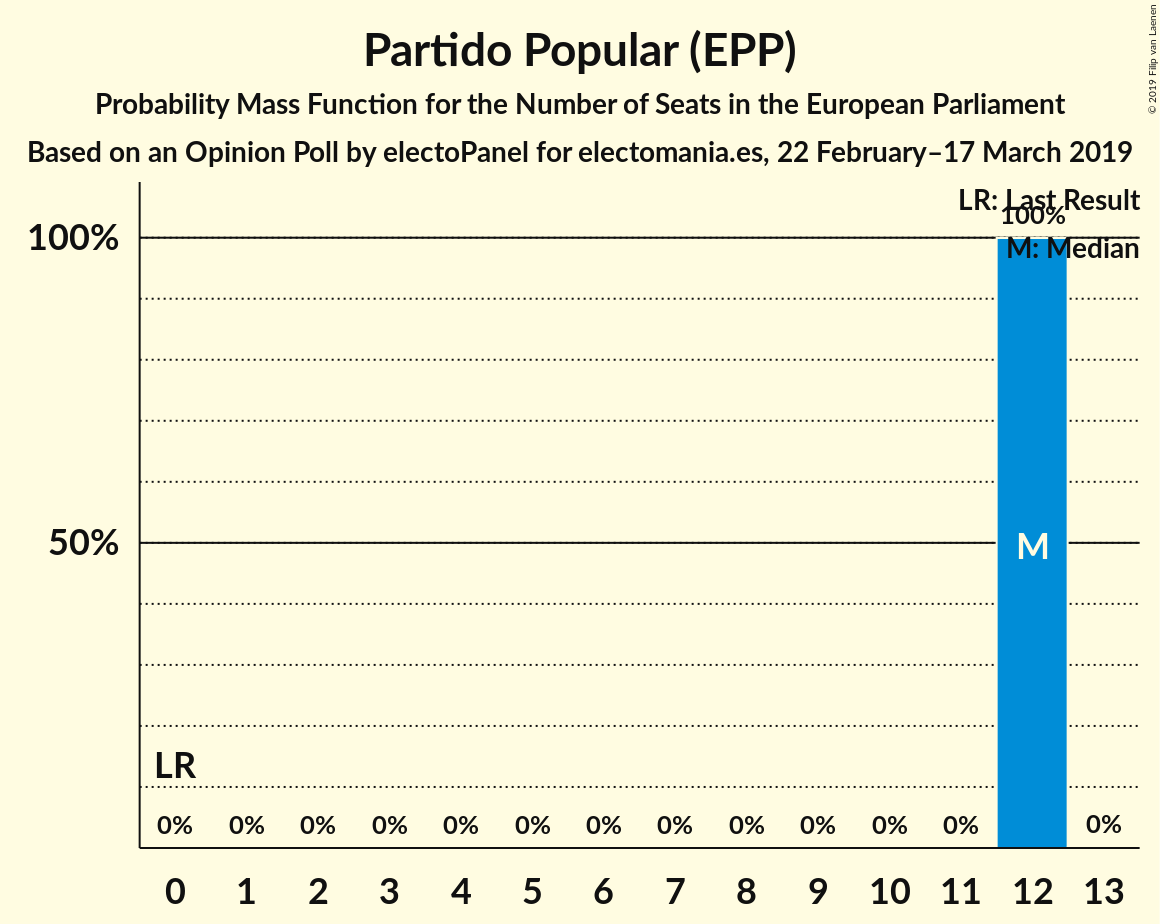 Partido Popular (EPP)
Probability Mass Function for the Number of Seats in the European Parliament
Based on an Opinion Poll by electoPanel for electomania.es, 22 February–17 March 2019
© 2019 Filip van Laenen
LR: Last Result
100%
M: Median
100%
50%
M
LR
0% 0% 0% 0% 0% 0% 0% 0% 0% 0% 0% 0% 0%
0 1 2 3 4 5 6 7 8 9 10 11 12 13